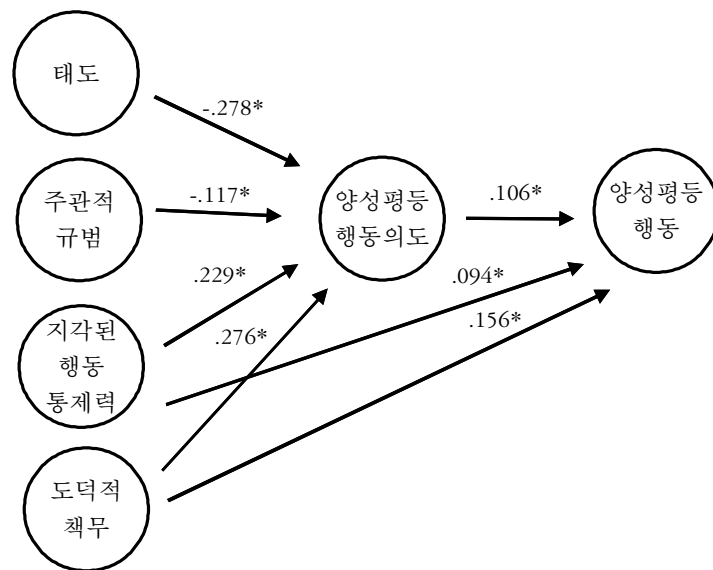 태도
-.278*
주관적
규범
-.117*
양성평등
행동의도
.106*
양성평등
행동
.229*
.094*
지각된
행동
통제력
.276*
.156*
도덕적
책무